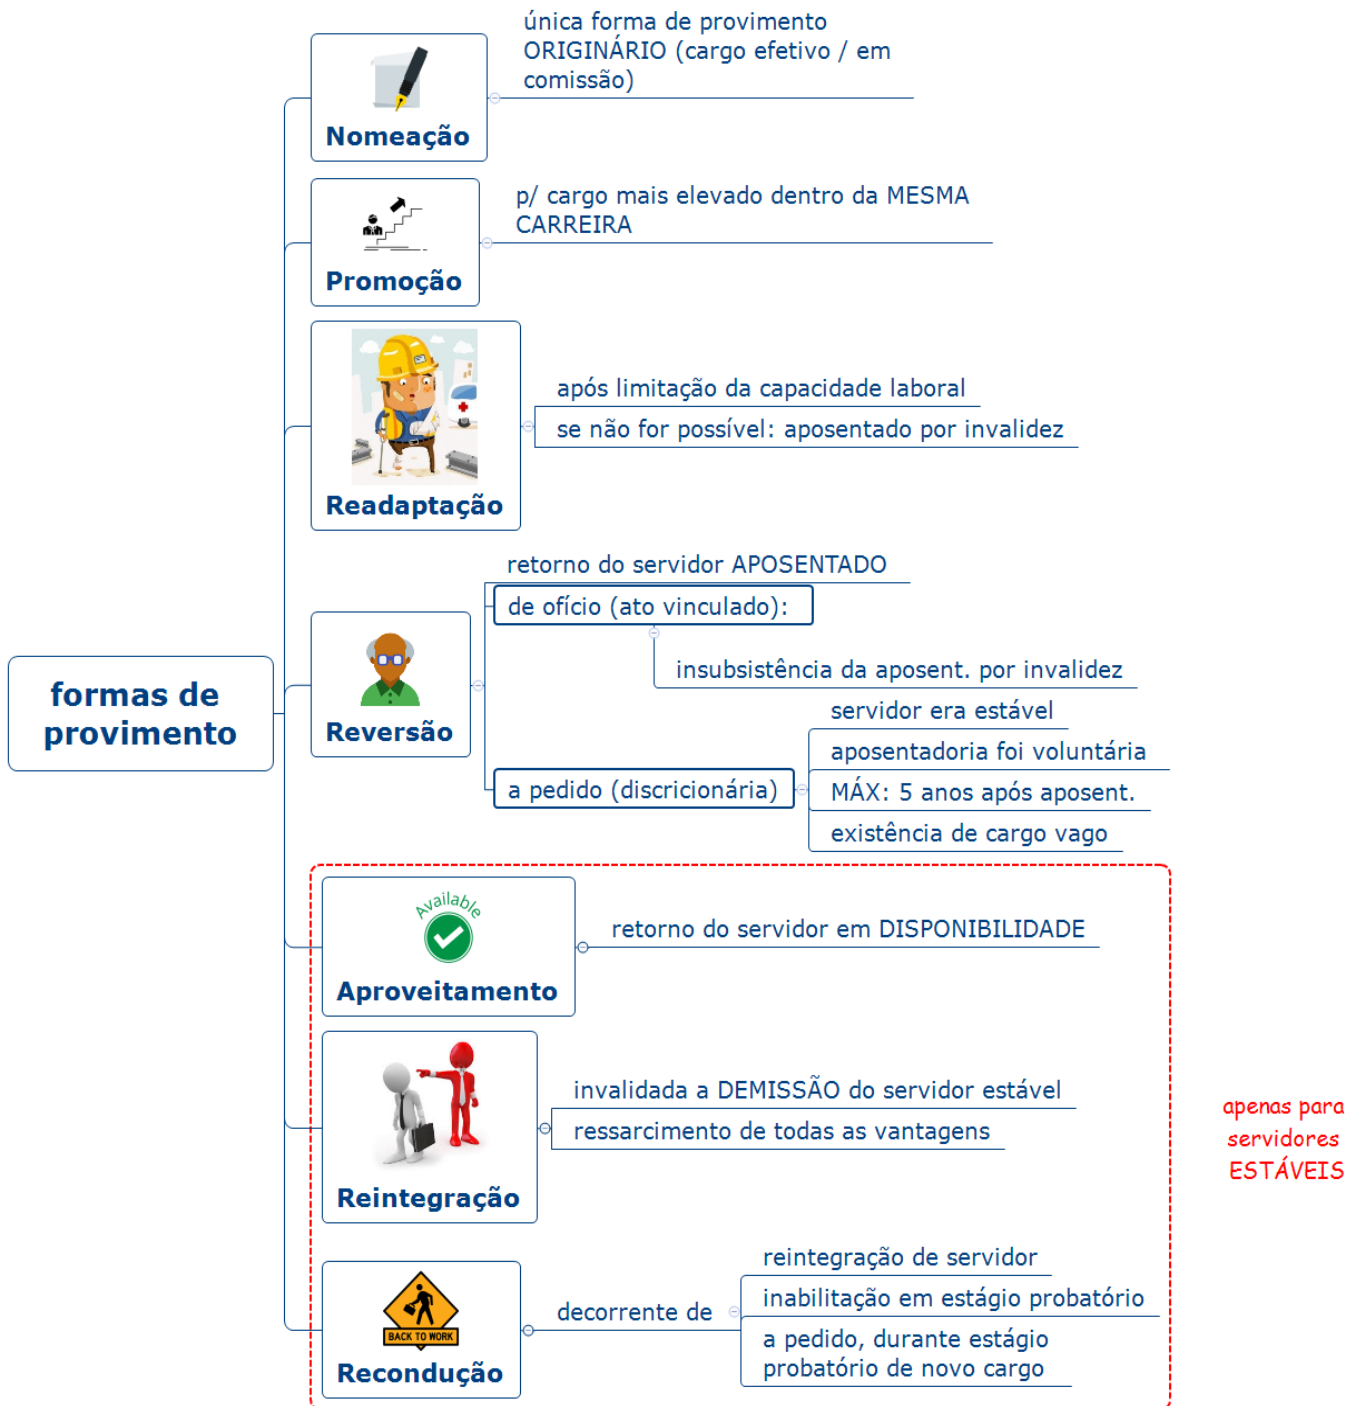 formas de
provimento
Nomeação
única forma de provimento
ORIGINÁRIO (cargo efetivo / em
comissão)
Promoção
p/ cargo mais elevado dentro da MESMA
CARREIRA
Readaptação
após limitação da capacidade laboral
se não for possível: aposentado por invalidez
Reversão
retorno do servidor APOSENTADO
de ofício (ato vinculado):
insubsistência da aposent. por invalidez
a pedido (discricionária)
servidor era estável
aposentadoria foi voluntária
MÁX: 5 anos após aposent.
existência de cargo vago
Available
Aproveitamento
retorno do servidor em DISPONIBILIDADE
Reintegração
invalidada a DEMISSÃO do servidor estável
ressarcimento de todas as vantagens
BACK TO WORK
Recondução
decorrente de
reintegração de servidor
inabilitação em estágio probatório
a pedido, durante estágio
probatório de novo cargo
apenas para
servidores
ESTÁVEIS